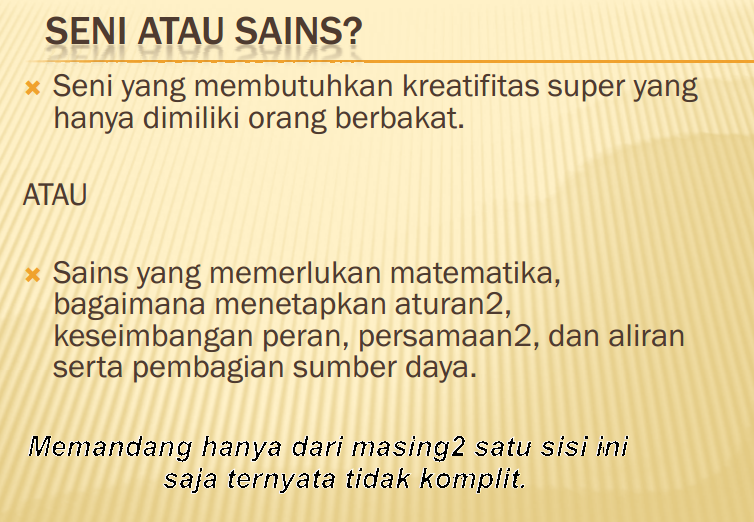 SENI ATAU SAINS?
Seni yang membutuhkan kreatifitas super yang
hanya dimiliki orang berbakat.
ATAU
Sains yang memerlukan matematika,
bagaimana menetapkan aturan2,
keseimbangan peran, persamaan2, dan aliran
serta pembagian sumber daya.
Memandang hanya dari masing2 satu sisi ini
saja ternyata tidak komplit.